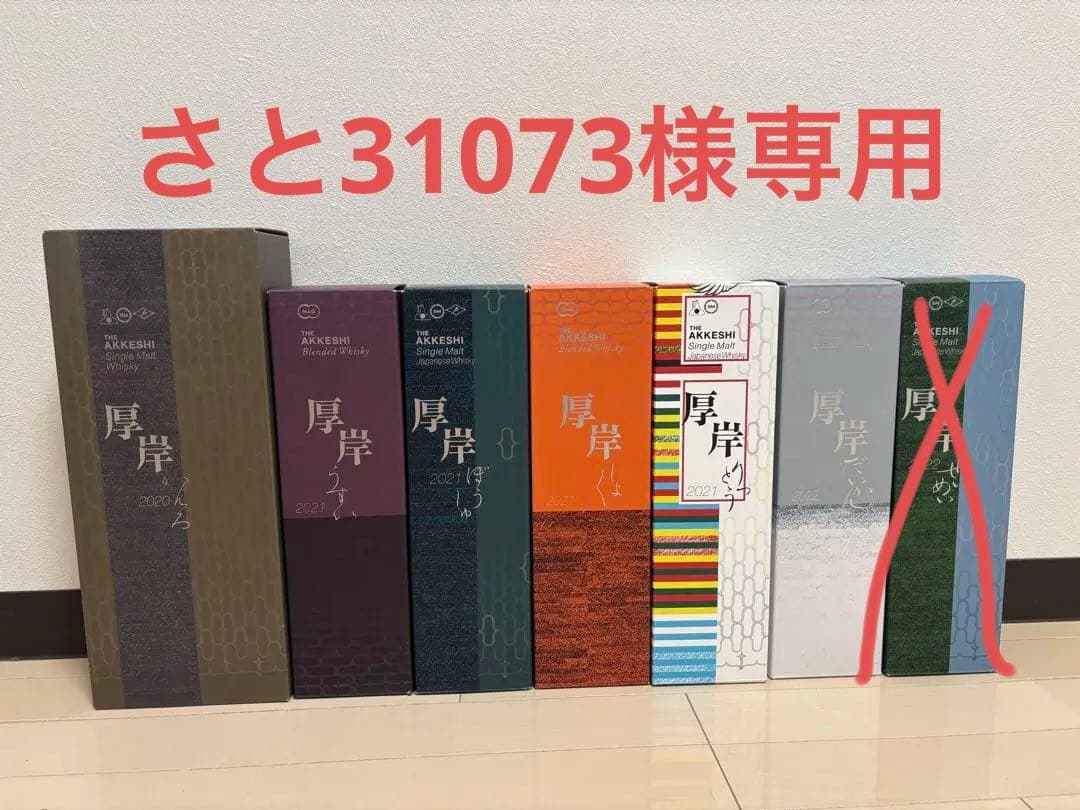 さと31073様専用
THE
AKKESHI
Single Malt
Whisky
厚岸
2020
かんろ
THE
AKKESHI
Blended Whisky
厚岸
うすい
2021
THE
AKKESHI
Single Malt
Japanese Whisky
厚岸
2021
ぼうしゅ
THE
AKKESHI
Blended Whisky
厚岸
しょ
2021
THE
AKKESHI
Single Malt
Japanese Whisky
厚岸
りっとう
2021
厚岸
だいかん
2022
THE
AKKESHI
Single Malt
厚岸
せいめい